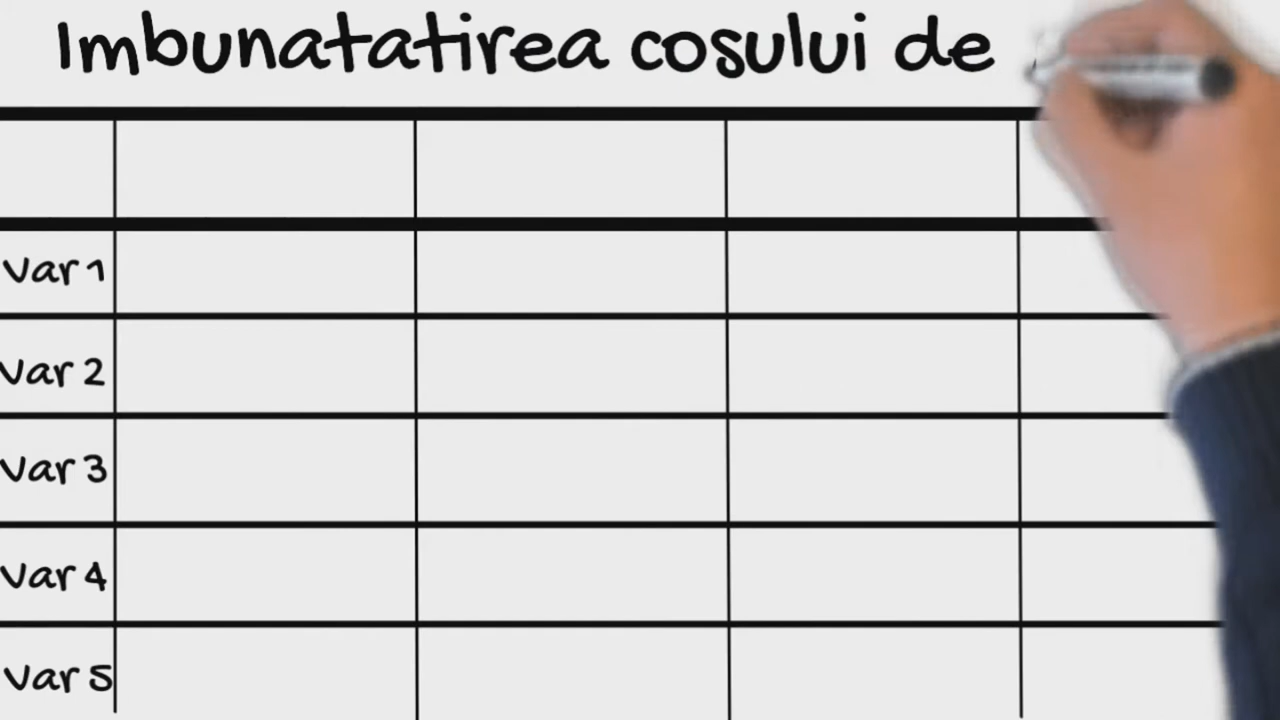 Imbunatatirea cosului de
Var 1
Var 2
Var 3
Var 4
Var 5